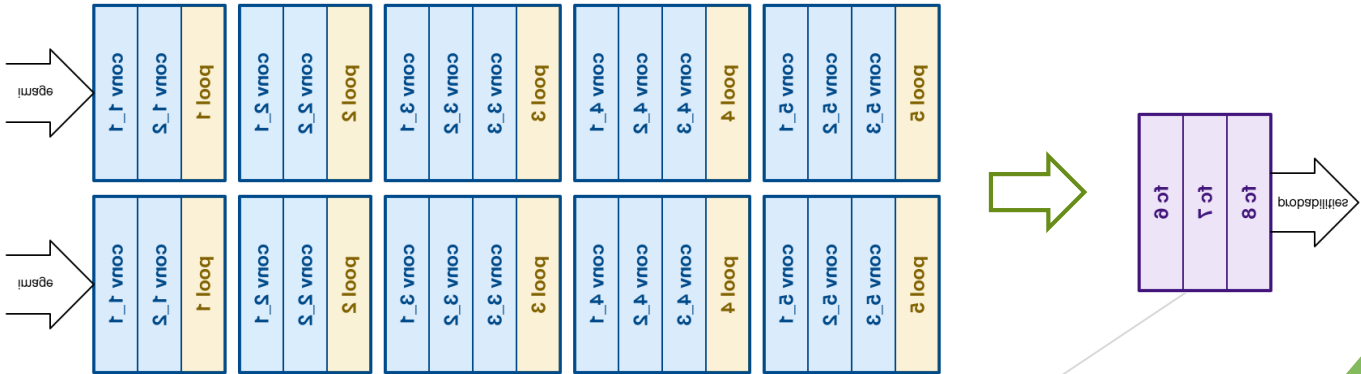 image
conv 1_1
conv 1_2
pool 1
conv 2_1
conv 2_2
pool 2
conv 3_1
conv 3_2
conv 3_3
pool 3
conv 4_1
conv 4_2
conv 4_3
pool 4
conv 5_1
conv 5_2
conv 5_3
pool 5
image
conv 1_1
conv 1_2
pool 1
conv 2_1
conv 2_2
pool 2
conv 3_1
conv 3_2
conv 3_3
pool 3
conv 4_1
conv 4_2
conv 4_3
pool 4
conv 5_1
conv 5_2
conv 5_3
pool 5
fc 6
fc 7
fc 8
probabilities